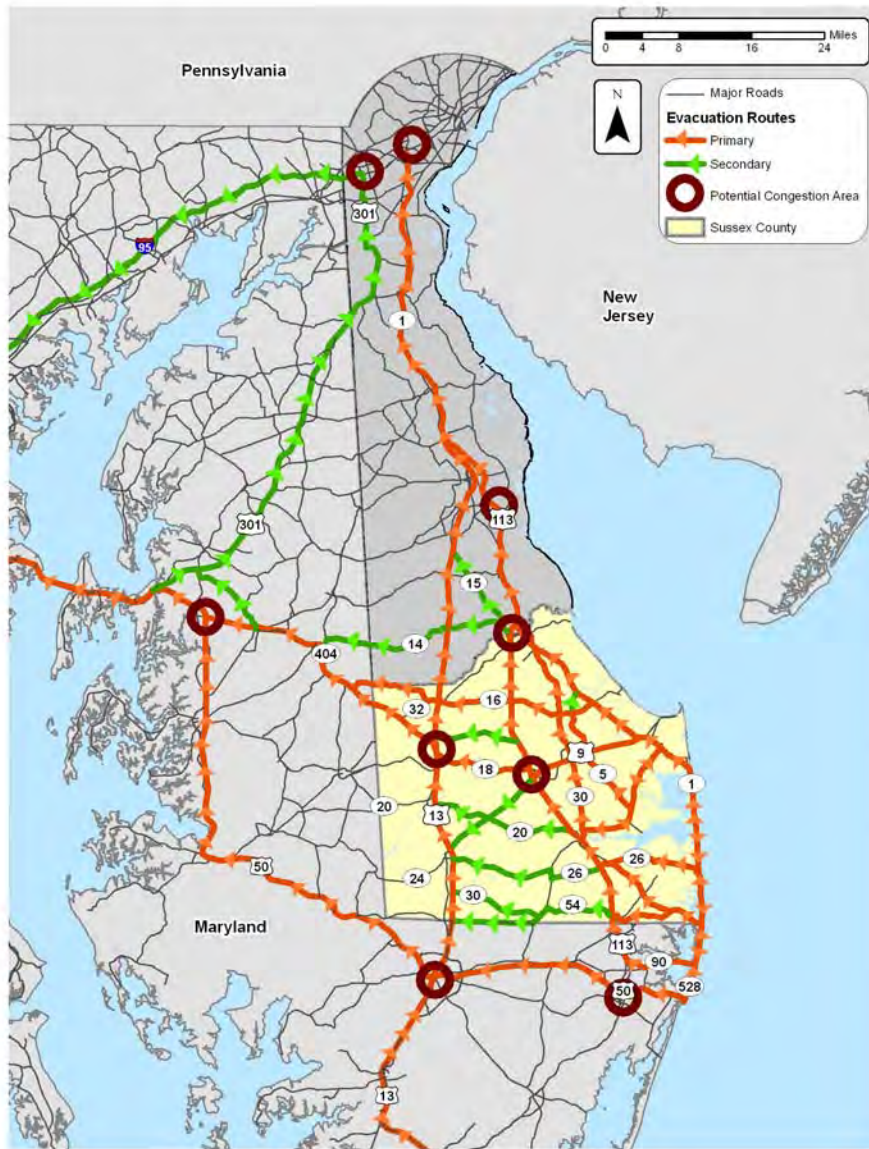 Miles
0 4 8 16 24
Pennsylvania
N
Major Roads
Evacuation Routes
Primary
Secondary
Potential Congestion Area
Sussex County
301
95
New
Jersey
1
301
113
15
14
404
32
16
9
18
5
1
20
13
30
20
26
26
24
30
54
50
Maryland
113
90
50
528
13